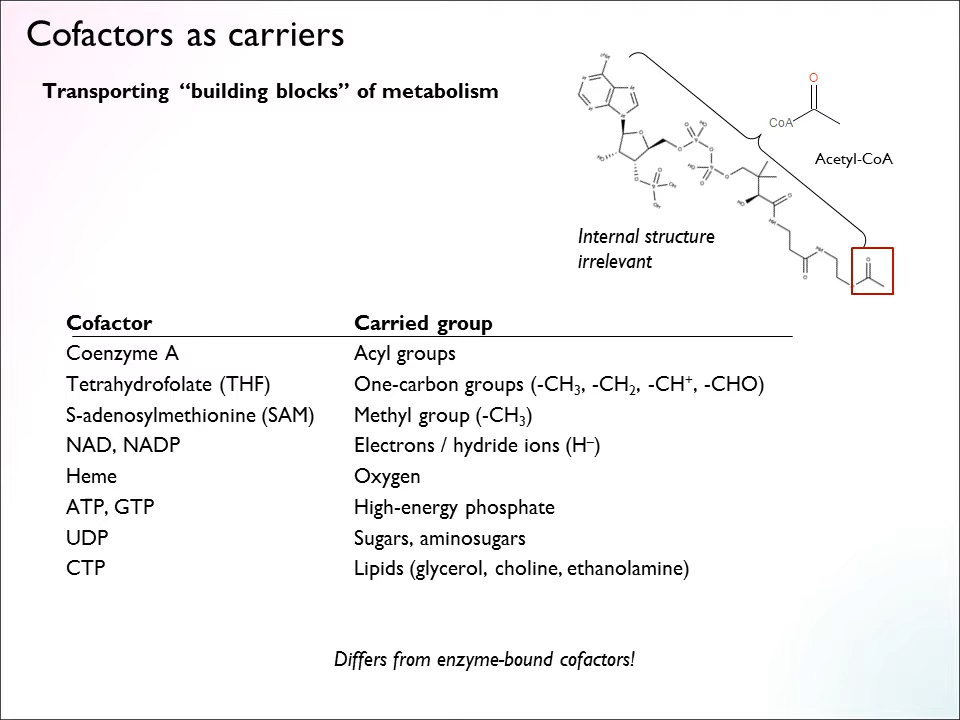 Cofactors as carriers
Transporting “building blocks” of metabolism
O
CoA
Acetyl-CoA
Internal structure
irrelevant
Cofactor Carried group
Coenzyme A Acyl groups
Tetrahydrofolate (THF) One-carbon groups (-CH₃, -CH₂, -CH⁺, -CHO)
S-adenosylmethionine (SAM) Methyl group (-CH₃)
NAD, NADP Electrons / hydride ions (H⁻)
Heme Oxygen
ATP, GTP High-energy phosphate
UDP Sugars, aminosugars
CTP Lipids (glycerol, choline, ethanolamine)
Differs from enzyme-bound cofactors!